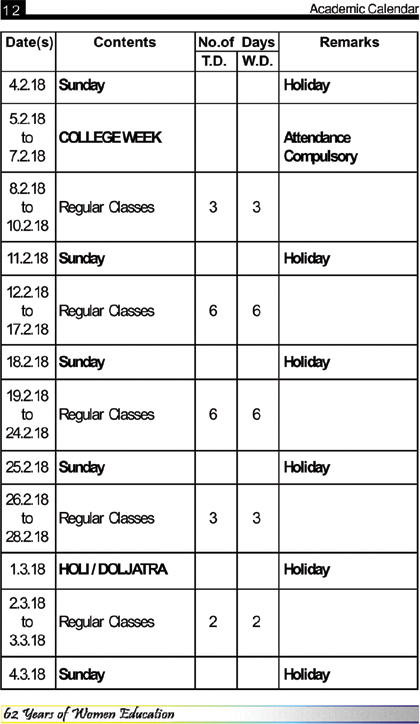 12 Academic Calendar
Date(s) Contents No.of Days Remarks
T.D. W.D.
4.2.18 Sunday Holiday
5.2.18
to COLLEGE WEEK Attendance
7.2.18 Compulsory
8.2.18
to Regular Classes 3 3
10.2.18
11.2.18 Sunday Holiday
12.2.18
to Regular Classes 6 6
17.2.18
18.2.18 Sunday Holiday
19.2.18
to Regular Classes 6 6
24.2.18
25.2.18 Sunday Holiday
26.2.18
to Regular Classes 3 3
28.2.18
1.3.18 HOLI / DOLJATRA Holiday
2.3.18
to Regular Classes 2 2
3.3.18
4.3.18 Sunday Holiday
62 Years of Women Education